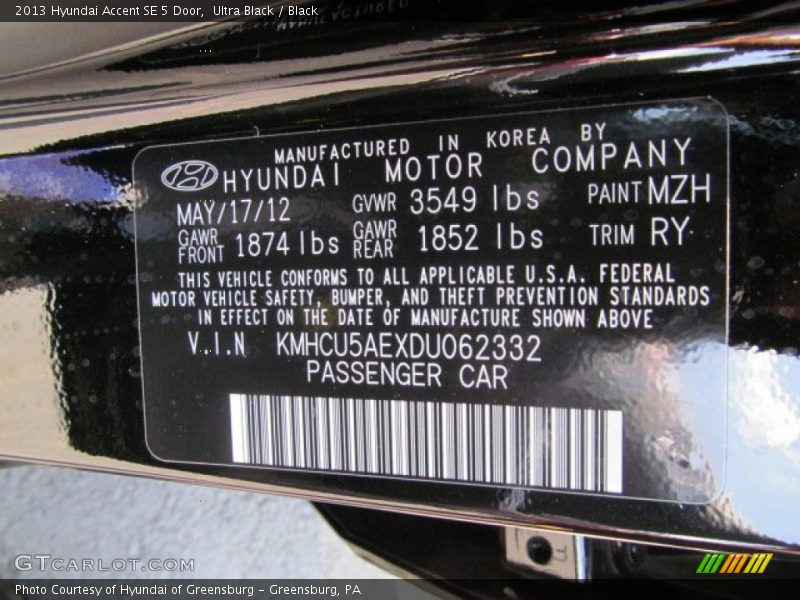 2013 Hyundai Accent SE 5 Door,  Ultra Black / Black
MANUFACTURED IN KOREA BY
HYUNDAI MOTOR COMPANY
MAY/17/12 GVWR 3549 lbs PAINT MZH
GAWR FRONT 1874 lbs GAWR REAR 1852 lbs TRIM RY
THIS VEHICLE CONFORMS TO ALL APPLICABLE U.S.A. FEDERAL
MOTOR VEHICLE SAFETY, BUMPER, AND THEFT PREVENTION STANDARDS
IN EFFECT ON THE DATE OF MANUFACTURE SHOWN ABOVE
V.I.N KMHCU5AEXDU062332
PASSENGER CAR
GTCARLOT.COM
Photo Courtesy of Hyundai of Greensburg – Greensburg, PA